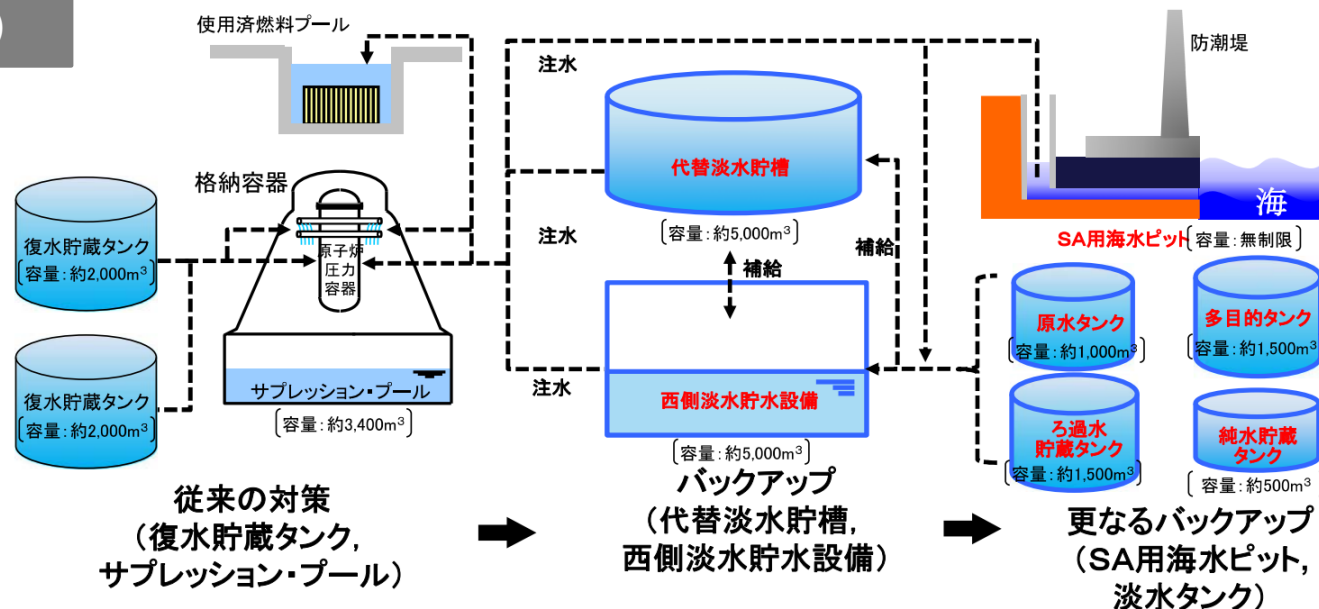 使用済燃料プール
格納容器
復水貯蔵タンク
〔容量：約2,000m³〕
復水貯蔵タンク
〔容量：約2,000m³〕
原子炉
圧力
容器
サプレッション・プール
〔容量：約3,400m³〕
従来の対策
（復水貯蔵タンク，
サプレッション・プール）
注水
注水
注水
代替淡水貯槽
〔容量：約5,000m³〕
補給
補給
西側淡水貯水設備
〔容量：約5,000m³〕
バックアップ
（代替淡水貯槽，
西側淡水貯水設備）
防潮堤
海
SA用海水ピット〔容量：無制限〕
原水タンク
〔容量：約1,000m³〕
多目的タンク
〔容量：約1,500m³〕
ろ過水
貯蔵タンク
〔容量：約1,500m³〕
純水貯蔵
タンク
〔容量：約500m³
更なるバックアップ
（SA用海水ピット，
淡水タンク）